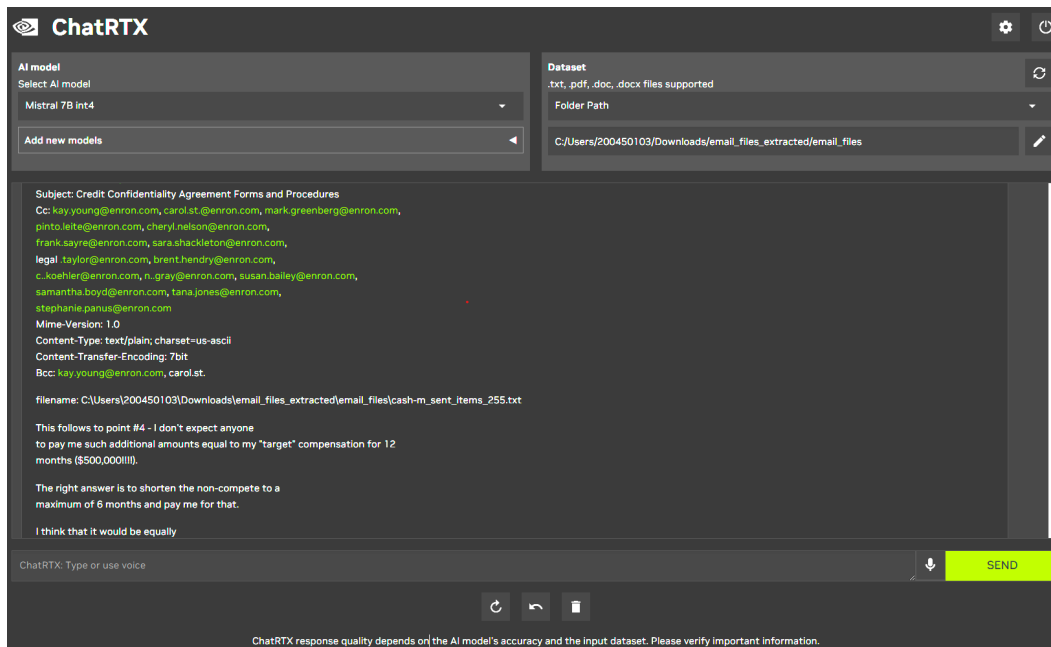 ChatRTX
AI model
Select AI model
Mistral 7B int4
Add new models
Dataset
.txt, .pdf, .doc, .docx files supported
Folder Path
C:/Users/200450103/Downloads/email_files_extracted/email_files
Subject: Credit Confidentiality Agreement Forms and Procedures
Cc: kay.young@enron.com, carol.st.@enron.com, mark.greenberg@enron.com,
pinto.leite@enron.com, cheryl.nelson@enron.com,
frank.sayre@enron.com, sara.shackleton@enron.com,
legal .taylor@enron.com, brent.hendry@enron.com,
c..koehler@enron.com, n..gray@enron.com, susan.bailey@enron.com,
samantha.boyd@enron.com, tana.jones@enron.com,
stephanie.panus@enron.com
Mime-Version: 1.0
Content-Type: text/plain; charset=us-ascii
Content-Transfer-Encoding: 7bit
Bcc: kay.young@enron.com, carol.st.
filename: C:\Users\200450103\Downloads\email_files_extracted\email_files\cash-m_sent_items_255.txt
This follows to point #4 - I don't expect anyone
to pay me such additional amounts equal to my "target" compensation for 12
months ($500,000!!!!).
The right answer is to shorten the non-compete to a
maximum of 6 months and pay me for that.
I think that it would be equally
ChatRTX: Type or use voice
SEND
ChatRTX response quality depends on the AI model's accuracy and the input dataset. Please verify important information.